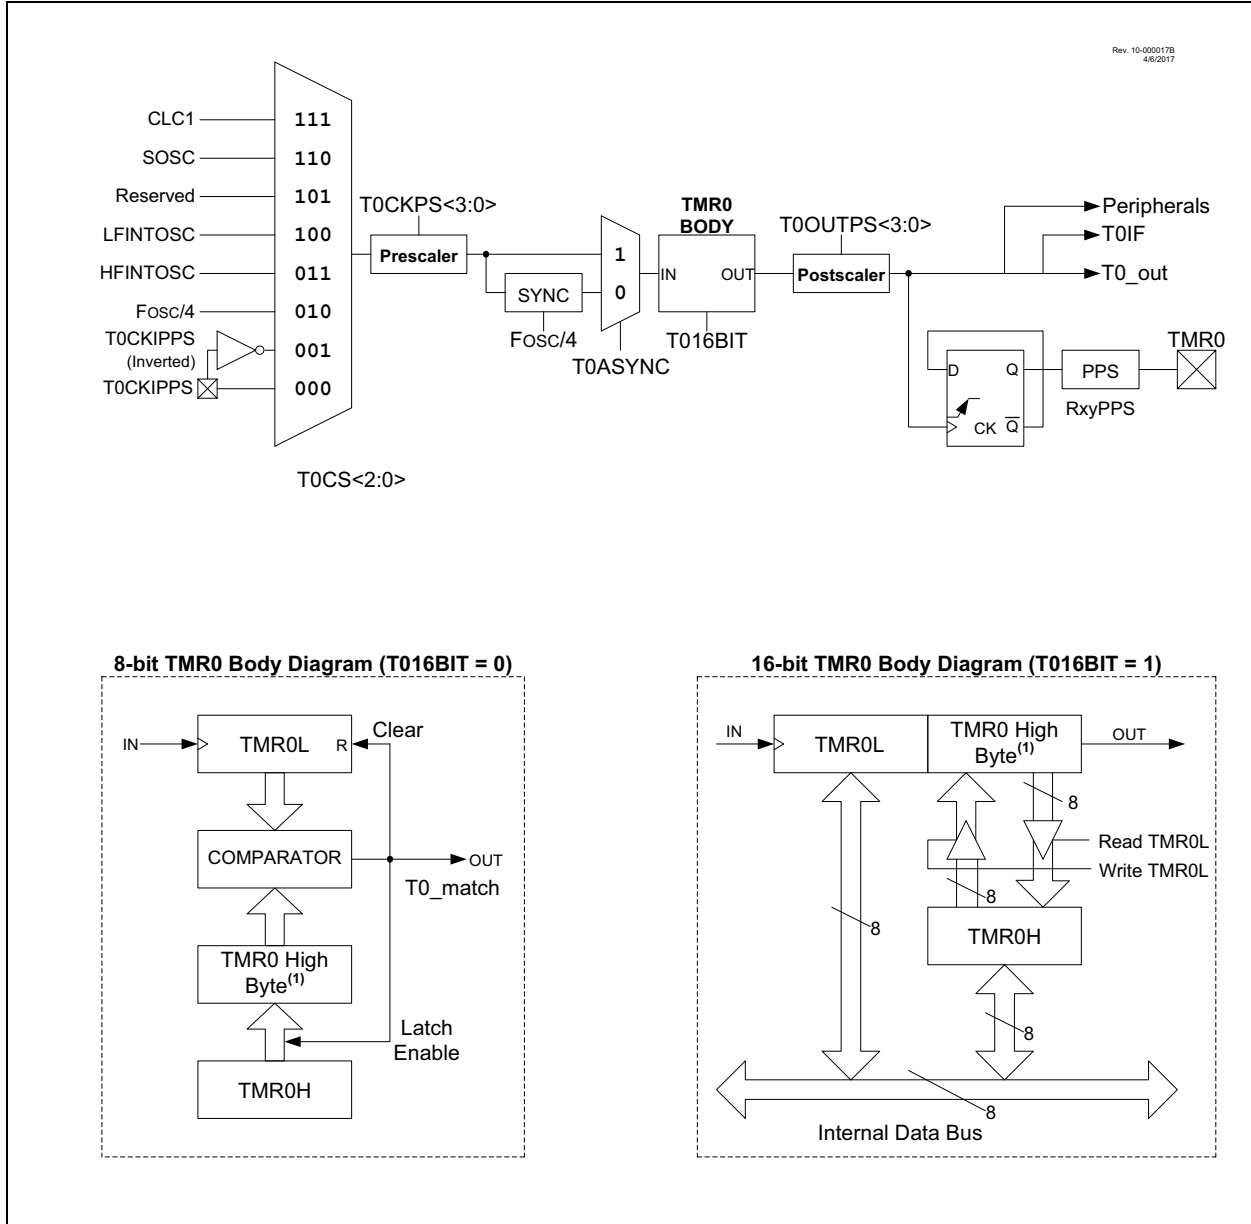 Rev. 10-000017B
4/6/2017
CLC1
111
SOSC
110
Reserved
101
LFINTOSC
100
HFINTOSC
011
FOSC/4
010
T0CKIPPS
(Inverted)
001
T0CKIPPS
000
T0CS<2:0>
T0CKPS<3:0>
Prescaler
SYNC
FOSC/4
1
0
T0ASYNC
TMR0
BODY
IN
OUT
T016BIT
T0OUTPS<3:0>
Postscaler
Peripherals
T0IF
T0_out
D
Q
CK
Q
PPS
RxyPPS
TMR0
8-bit TMR0 Body Diagram (T016BIT = 0)
IN
TMR0L
R
Clear
COMPARATOR
OUT
T0_match
TMR0 High
Byte(1)
Latch
Enable
TMR0H
16-bit TMR0 Body Diagram (T016BIT = 1)
IN
TMR0L
TMR0 High
Byte(1)
OUT
8
Read TMR0L
Write TMR0L
8
8
TMR0H
8
8
Internal Data Bus